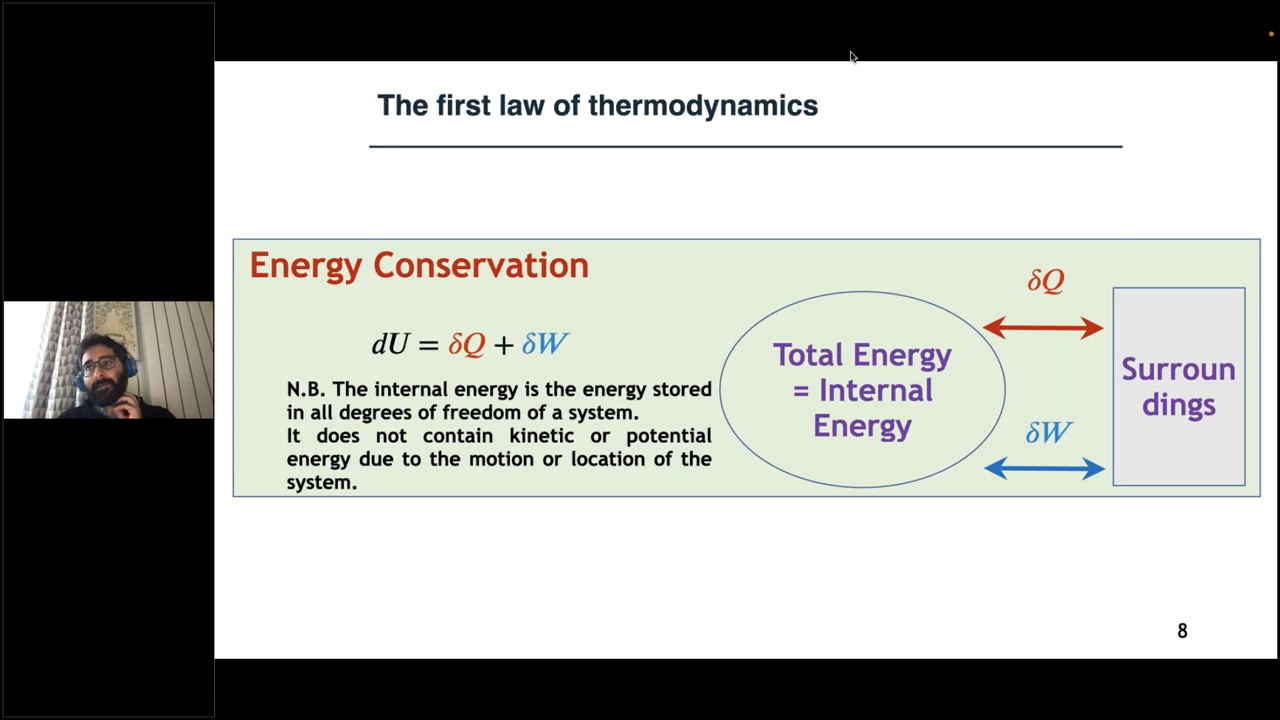 The first law of thermodynamics
Energy Conservation
dU = δQ + δW
N.B. The internal energy is the energy stored
in all degrees of freedom of a system.
It does not contain kinetic or potential
energy due to the motion or location of the
system.
Total Energy
= Internal
Energy
δQ
δW
Surroun
dings
8